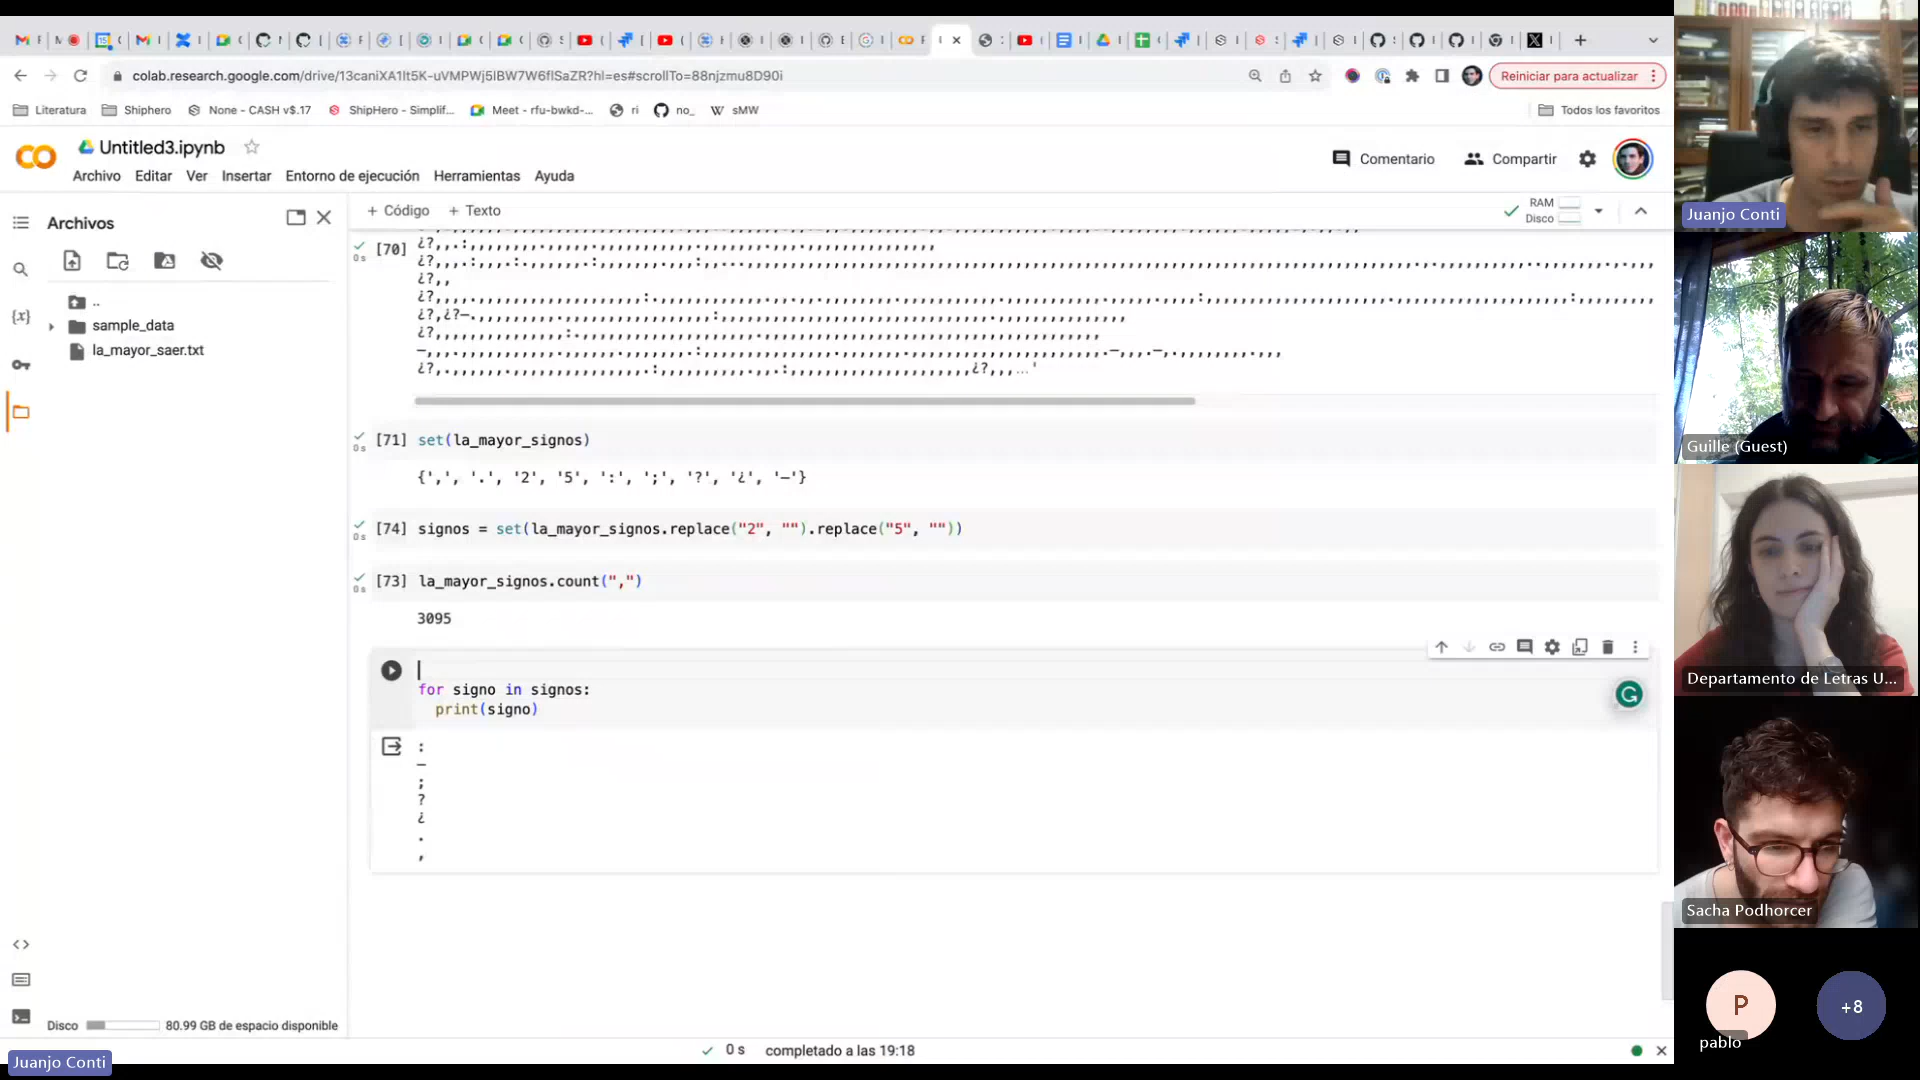 colab.research.google.com/drive/13caniXA1lt5K-uVMPWj5lBW7W6flSaZR?hl=es#scrollTo=88njzmu8D90i
Reiniciar para actualizar
Literatura
Shiphero
None - CASH v$.17
ShipHero - Simplif...
Meet - rfu-bwkd-...
ri
no_
sMW
Todos los favoritos
Untitled3.ipynb
Comentario
Compartir
Archivo Editar Ver Insertar Entorno de ejecución Herramientas Ayuda
Archivos
+ Código + Texto
RAM
Disco
[70]
..
sample_data
la_mayor_saer.txt
[71] set(la_mayor_signos)
{',', '.', '2', '5', ':', ';', '?', '¿', '—'}
[74] signos = set(la_mayor_signos.replace("2", "").replace("5", ""))
[73] la_mayor_signos.count(",")
3095
for signo in signos:
print(signo)
:
—
;
?
¿
.
,
Disco
80.99 GB de espacio disponible
0 s completado a las 19:18
Juanjo Conti
Juanjo Conti
Guille (Guest)
Departamento de Letras U...
Sacha Podhorcer
P
pablo
+8